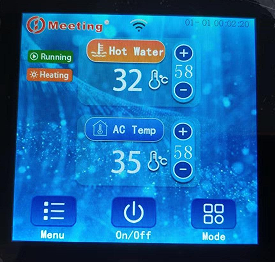 Meeting
01-01 00:02:20
Running
Heating
Hot Water
32 °C
58
AC Temp
35 °C
58
Menu
On/Off
Mode